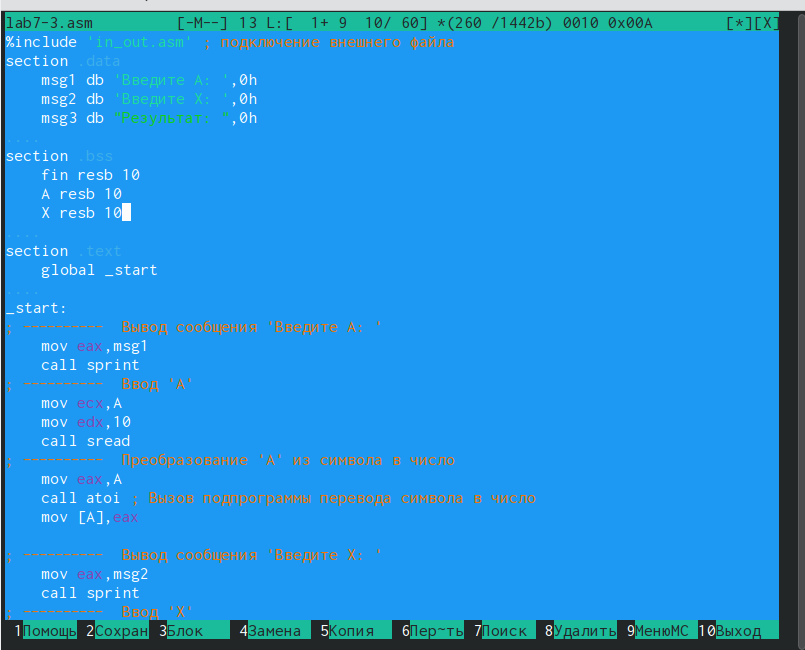 lab7-3.asm [-M--] 13 L:[ 1+ 9 10/ 60] *(260 /1442b) 0010 0x00A [*][X]
%include 'in_out.asm' ; подключение внешнего файла
section .data
msg1 db 'Введите A: ',0h
msg2 db 'Введите X: ',0h
msg3 db "Результат: ",0h
....
section .bss
fin resb 10
A resb 10
X resb 10
....
section .text
global _start
....
_start:
; ---------- Вывод сообщения 'Введите A: '
mov eax,msg1
call sprint
; ---------- Ввод 'A'
mov ecx,A
mov edx,10
call sread
; ---------- Преобразование 'A' из символа в число
mov eax,A
call atoi ; Вызов подпрограммы перевода символа в число
mov [A],eax
; ---------- Вывод сообщения 'Введите X: '
mov eax,msg2
call sprint
; ---------- Ввод 'X'
1Помощь 2Сохран 3Блок 4Замена 5Копия 6Пер~ть 7Поиск 8Удалить 9МенюMC 10Выход